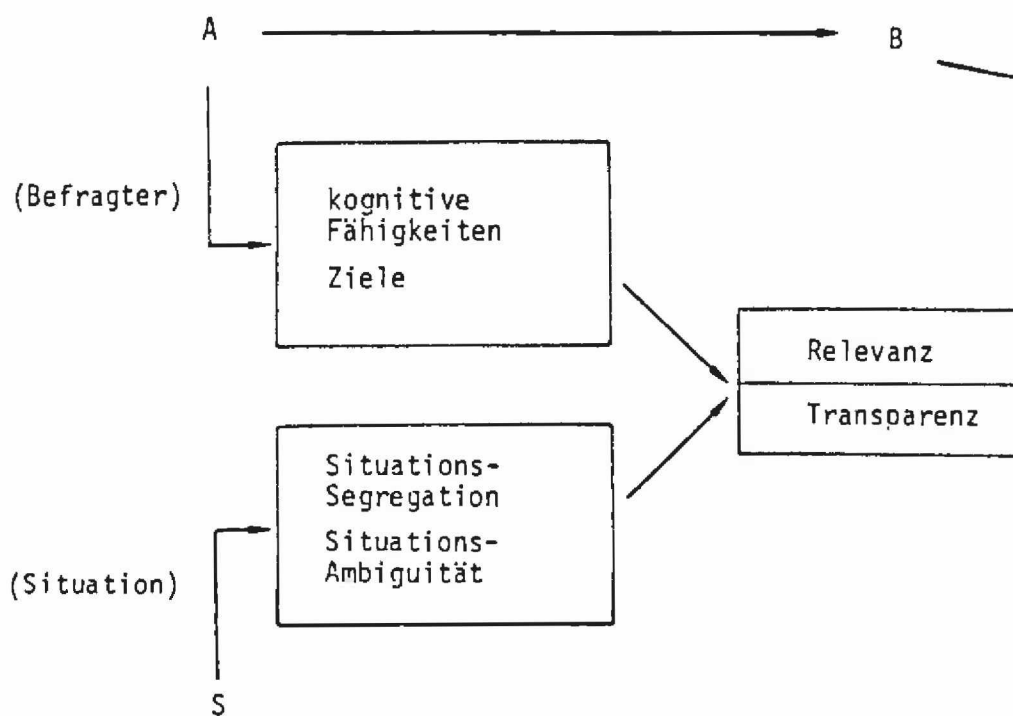 A
B
(Befragter)
kognitive
Fähigkeiten
Ziele
Relevanz
Transparenz
Situations-
Segregation
Situations-
Ambiguität
(Situation)
S